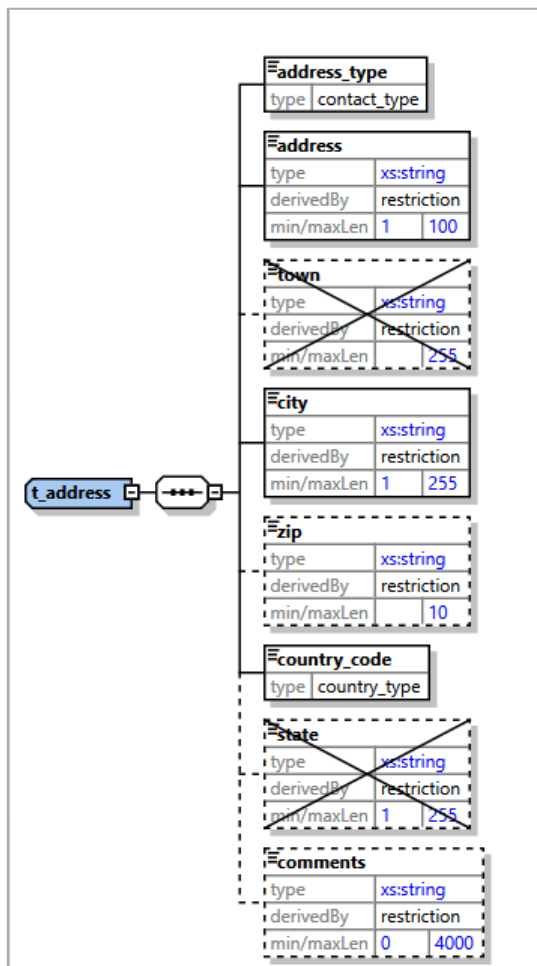 address_type
type contact_type
address
type xs:string
derivedBy restriction
min/maxLen 1 100
town
type xs:string
derivedBy restriction
min/maxLen 255
city
type xs:string
derivedBy restriction
min/maxLen 1 255
t_address
zip
type xs:string
derivedBy restriction
min/maxLen 10
country_code
type country_type
state
type xs:string
derivedBy restriction
min/maxLen 1 255
comments
type xs:string
derivedBy restriction
min/maxLen 0 4000